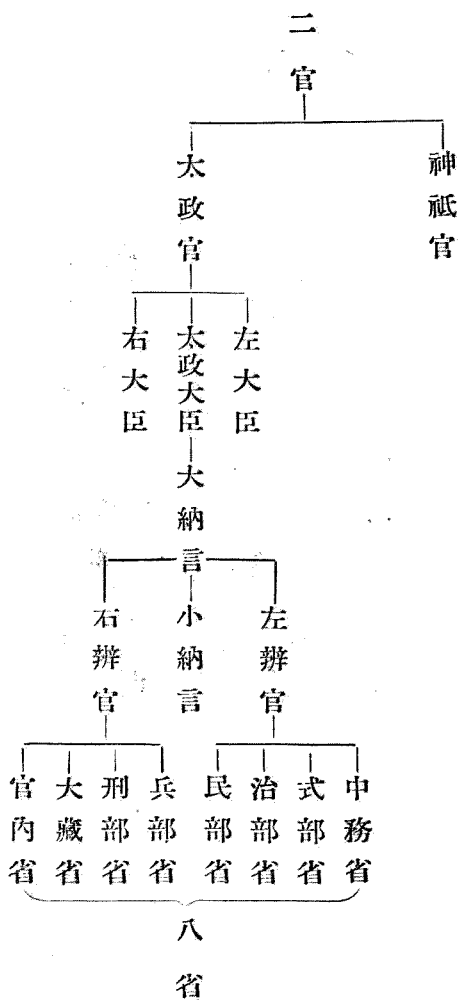 二官
神祇官
太政官
左大臣
太政大臣
右大臣
大納言
左辨官
小納言
右辨官
中務省
式部省
治部省
民部省
兵部省
刑部省
大藏省
官內省
八省